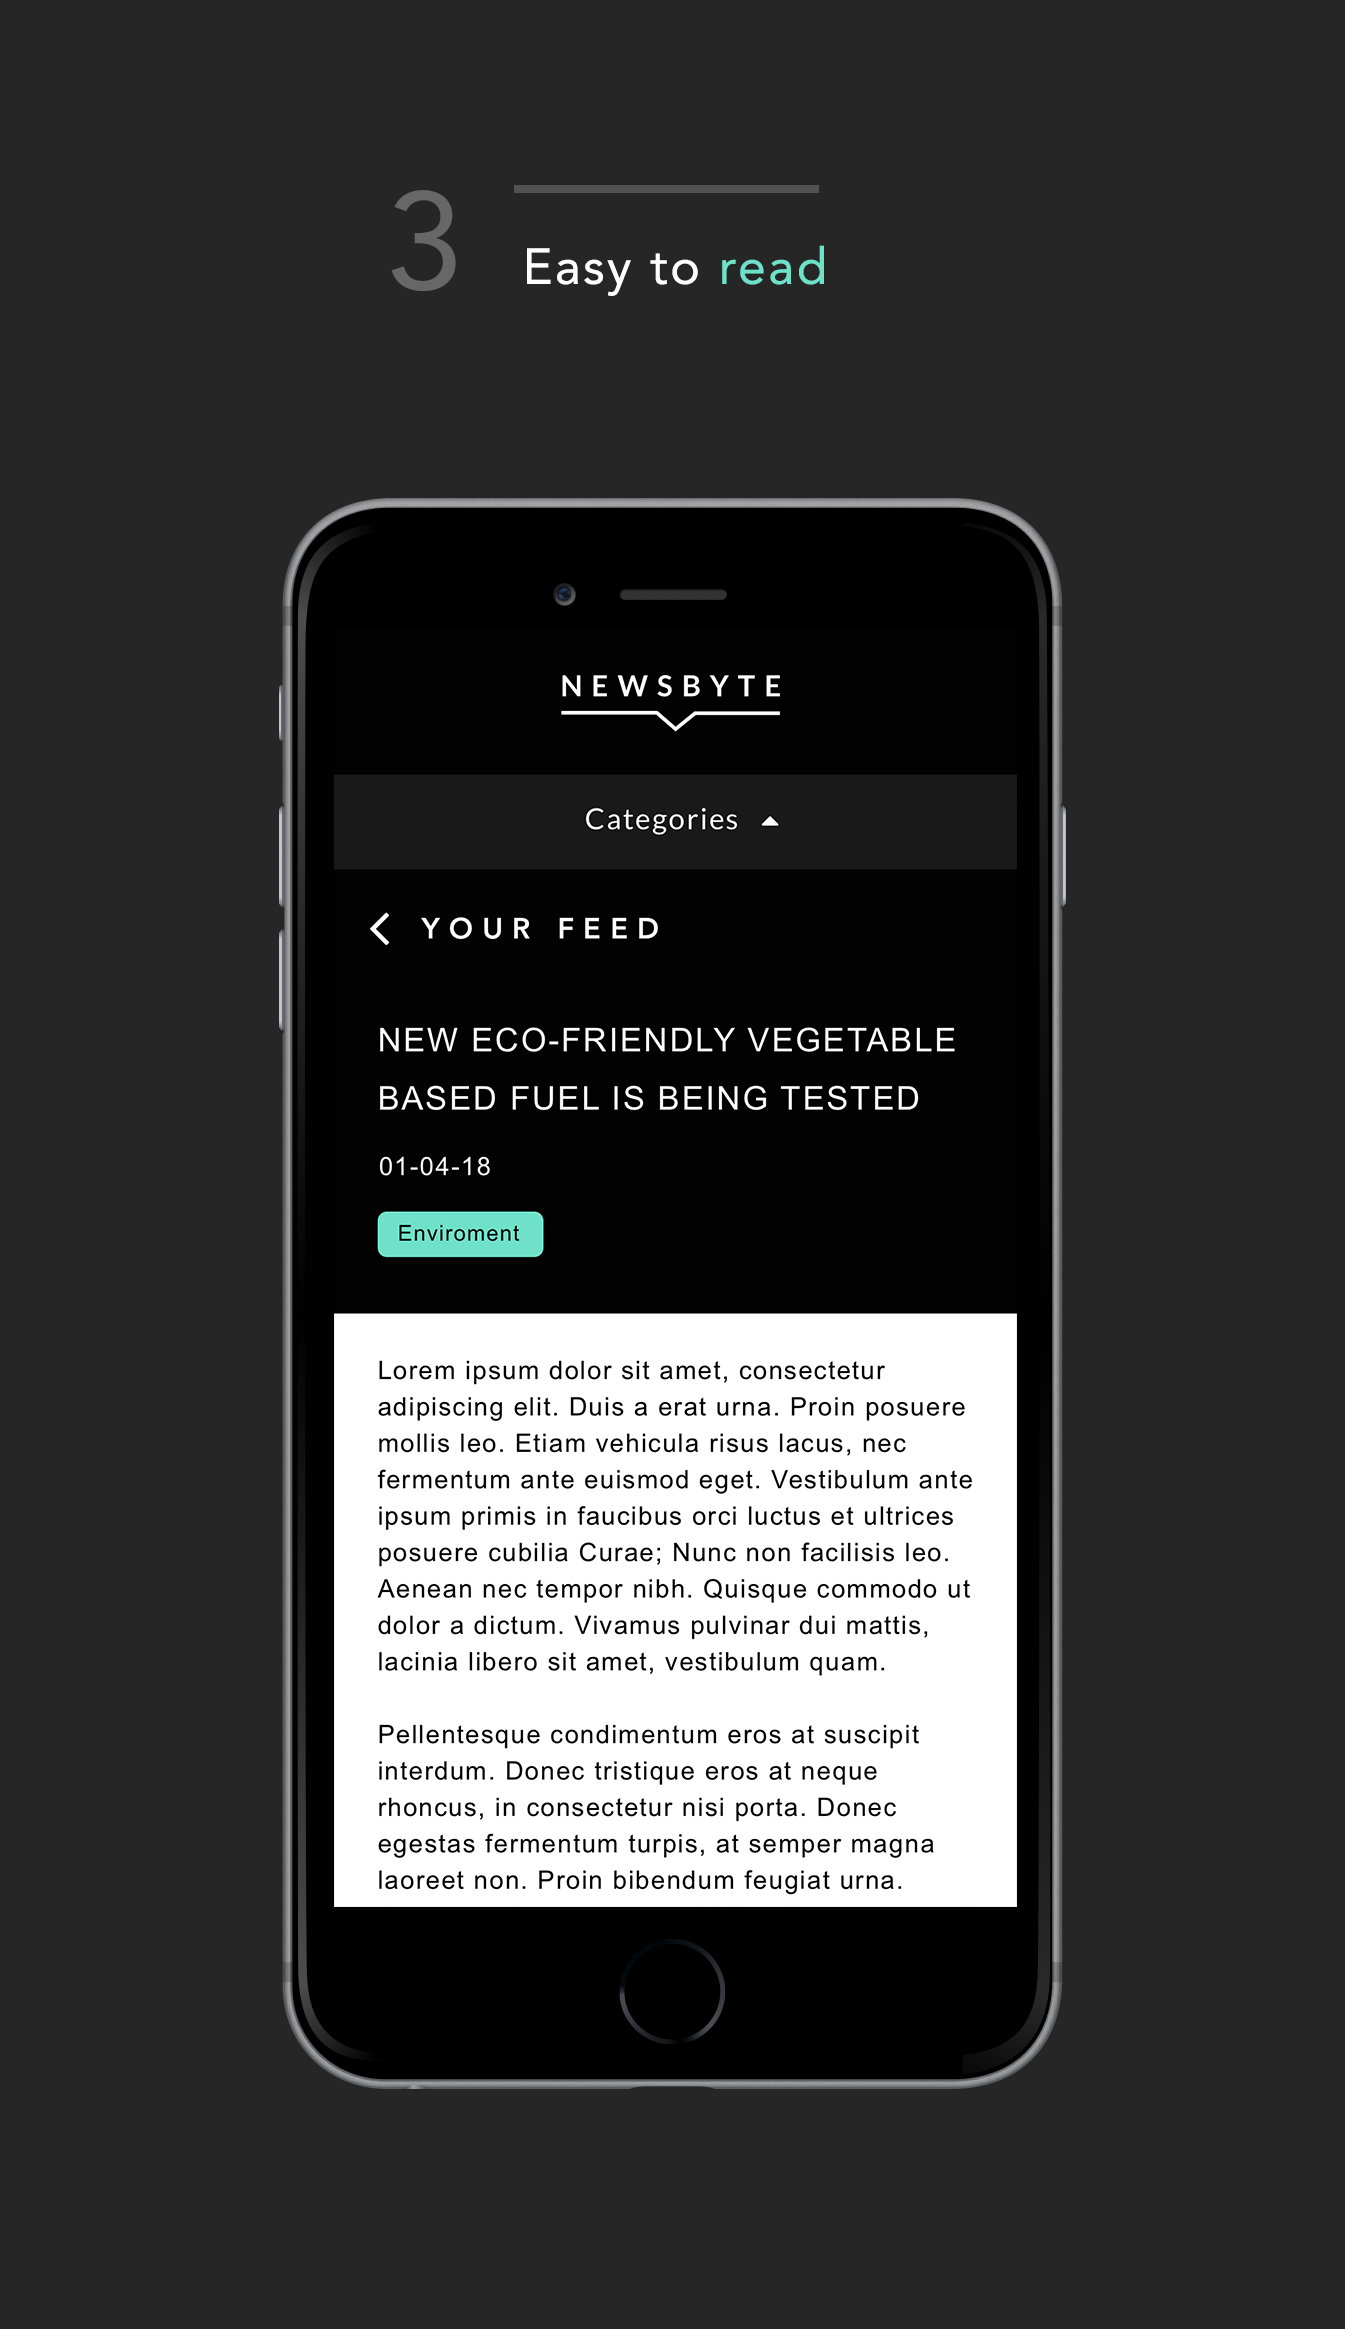 3
Easy to read
NEWSBYTE
Categories
YOUR FEED
NEW ECO-FRIENDLY VEGETABLE
BASED FUEL IS BEING TESTED
01-04-18
Enviroment
Lorem ipsum dolor sit amet, consectetur
adipiscing elit. Duis a erat urna. Proin posuere
mollis leo. Etiam vehicula risus lacus, nec
fermentum ante euismod eget. Vestibulum ante
ipsum primis in faucibus orci luctus et ultrices
posuere cubilia Curae; Nunc non facilisis leo.
Aenean nec tempor nibh. Quisque commodo ut
dolor a dictum. Vivamus pulvinar dui mattis,
lacinia libero sit amet, vestibulum quam.
Pellentesque condimentum eros at suscipit
interdum. Donec tristique eros at neque
rhoncus, in consectetur nisi porta. Donec
egestas fermentum turpis, at semper magna
laoreet non. Proin bibendum feugiat urna.